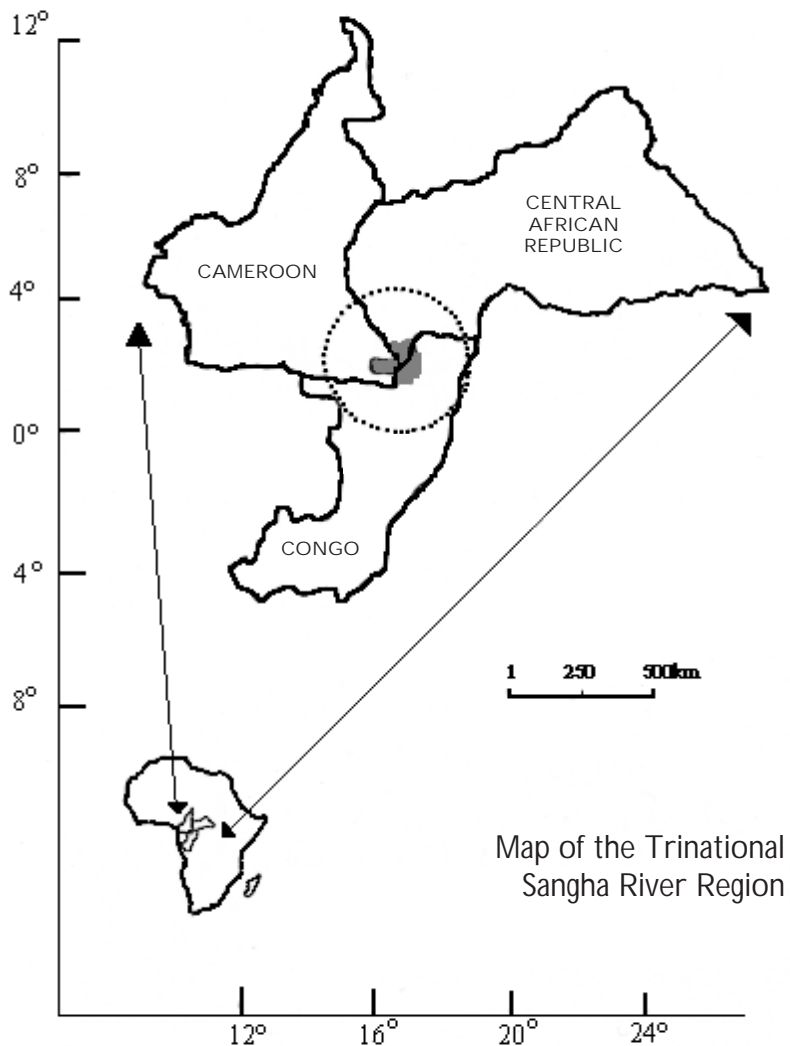 12°
8°
4°
0°
4°
8°
CAMEROON
CENTRAL
AFRICAN
REPUBLIC
CONGO
1 250 500km
Map of the Trinational
Sangha River Region
12° 16° 20° 24°